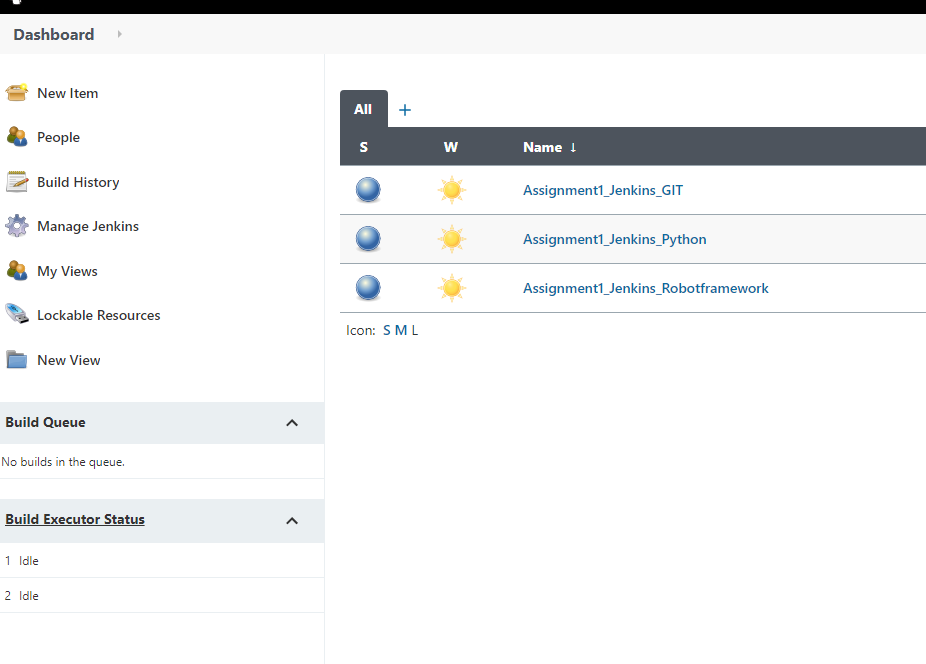 Dashboard
New Item
People
Build History
Manage Jenkins
My Views
Lockable Resources
New View
Build Queue
No builds in the queue.
Build Executor Status
1 Idle
2 Idle
All +
S W Name ↓
Assignment1_Jenkins_GIT
Assignment1_Jenkins_Python
Assignment1_Jenkins_Robotframework
Icon: S M L